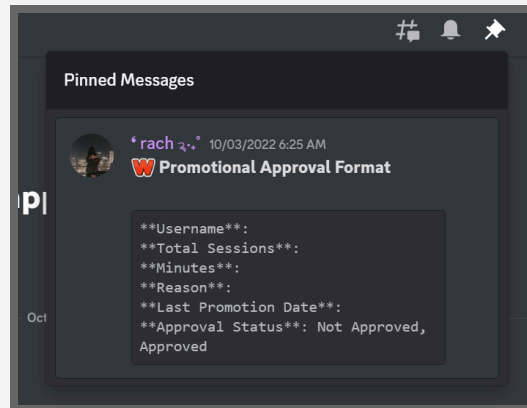 Pinned Messages
rach 10/03/2022 6:25 AM
W Promotional Approval Format
**Username**:
**Total Sessions**:
**Minutes**:
**Reason**:
**Last Promotion Date**:
**Approval Status**: Not Approved,
Approved
Oct